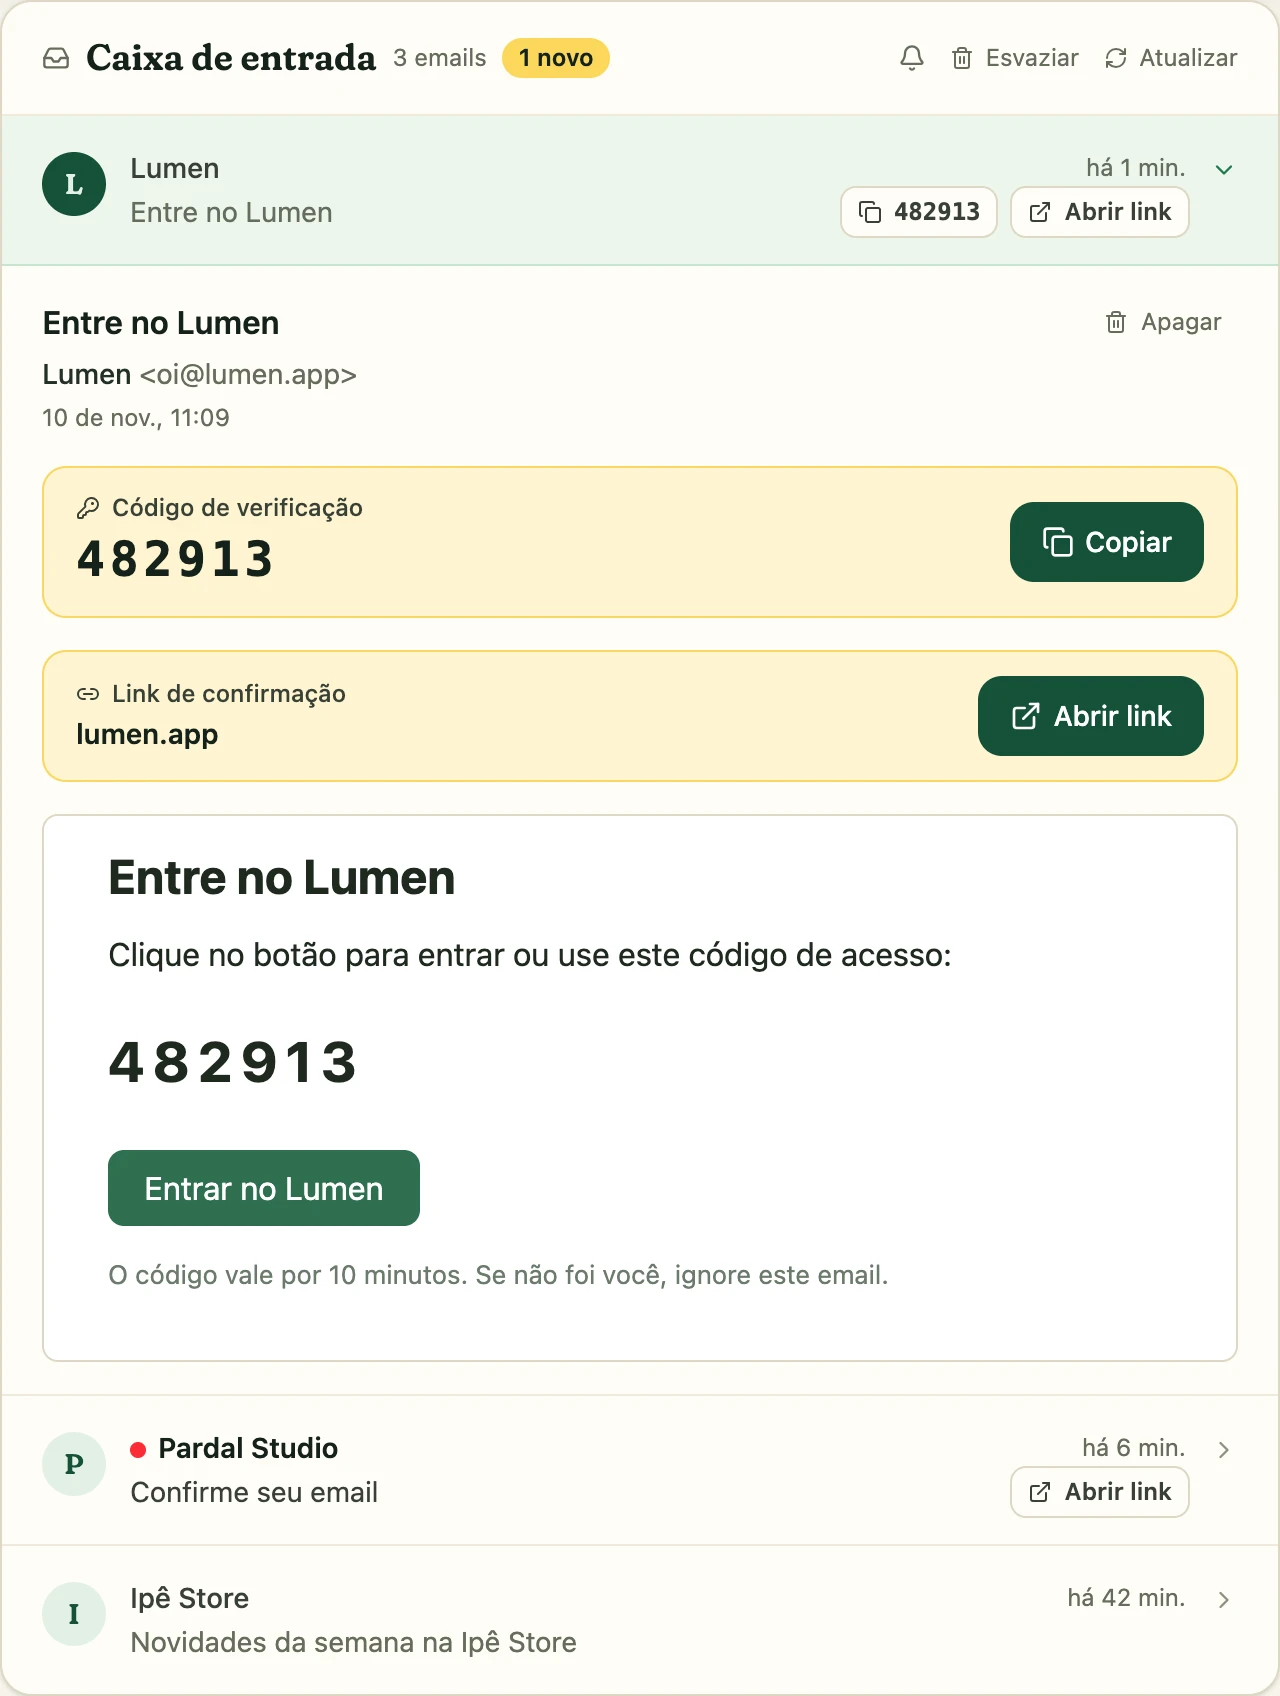 Caixa de entrada 3 emails 1 novo Esvaziar Atualizar
L Lumen há 1 min.
Entre no Lumen 482913 Abrir link
Entre no Lumen Apagar
Lumen <oi@lumen.app>
10 de nov., 11:09
Código de verificação
482913 Copiar
Link de confirmação
lumen.app Abrir link
Entre no Lumen
Clique no botão para entrar ou use este código de acesso:
482913
Entrar no Lumen
O código vale por 10 minutos. Se não foi você, ignore este email.
P Pardal Studio há 6 min.
Confirme seu email Abrir link
I Ipê Store há 42 min.
Novidades da semana na Ipê Store